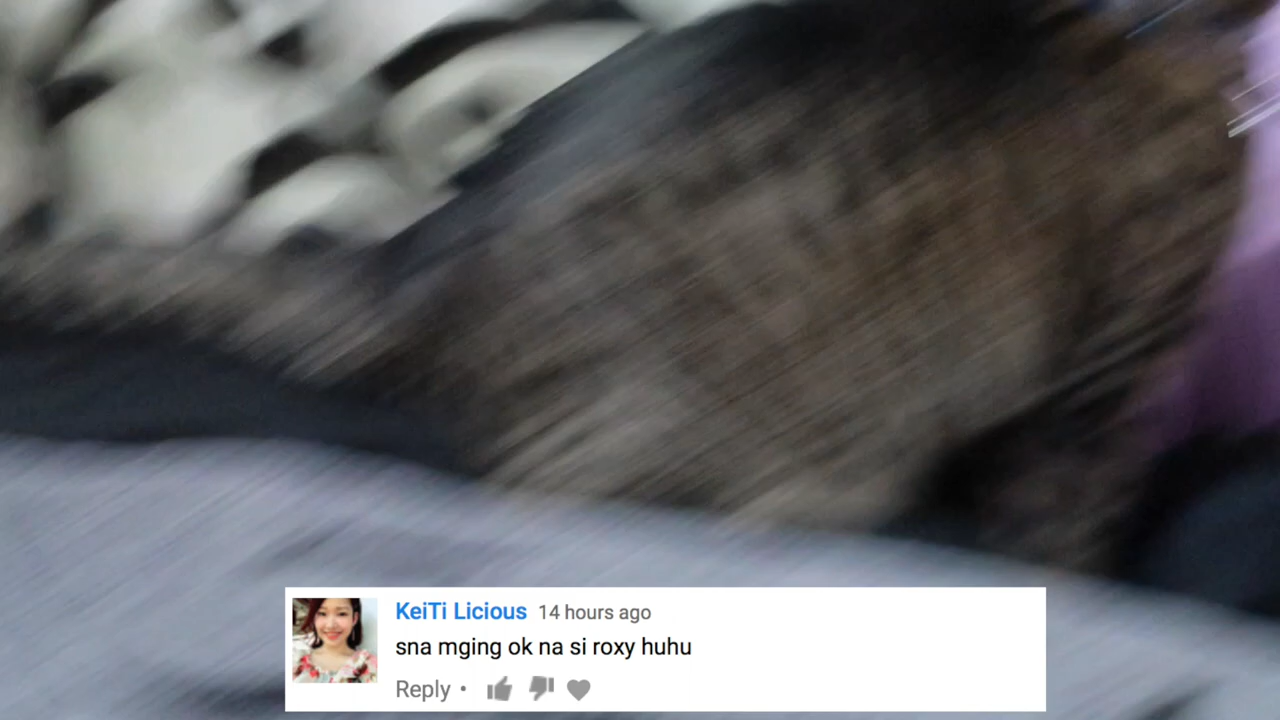 KeiTi Licious 14 hours ago
sna mging ok na si roxy huhu
Reply •